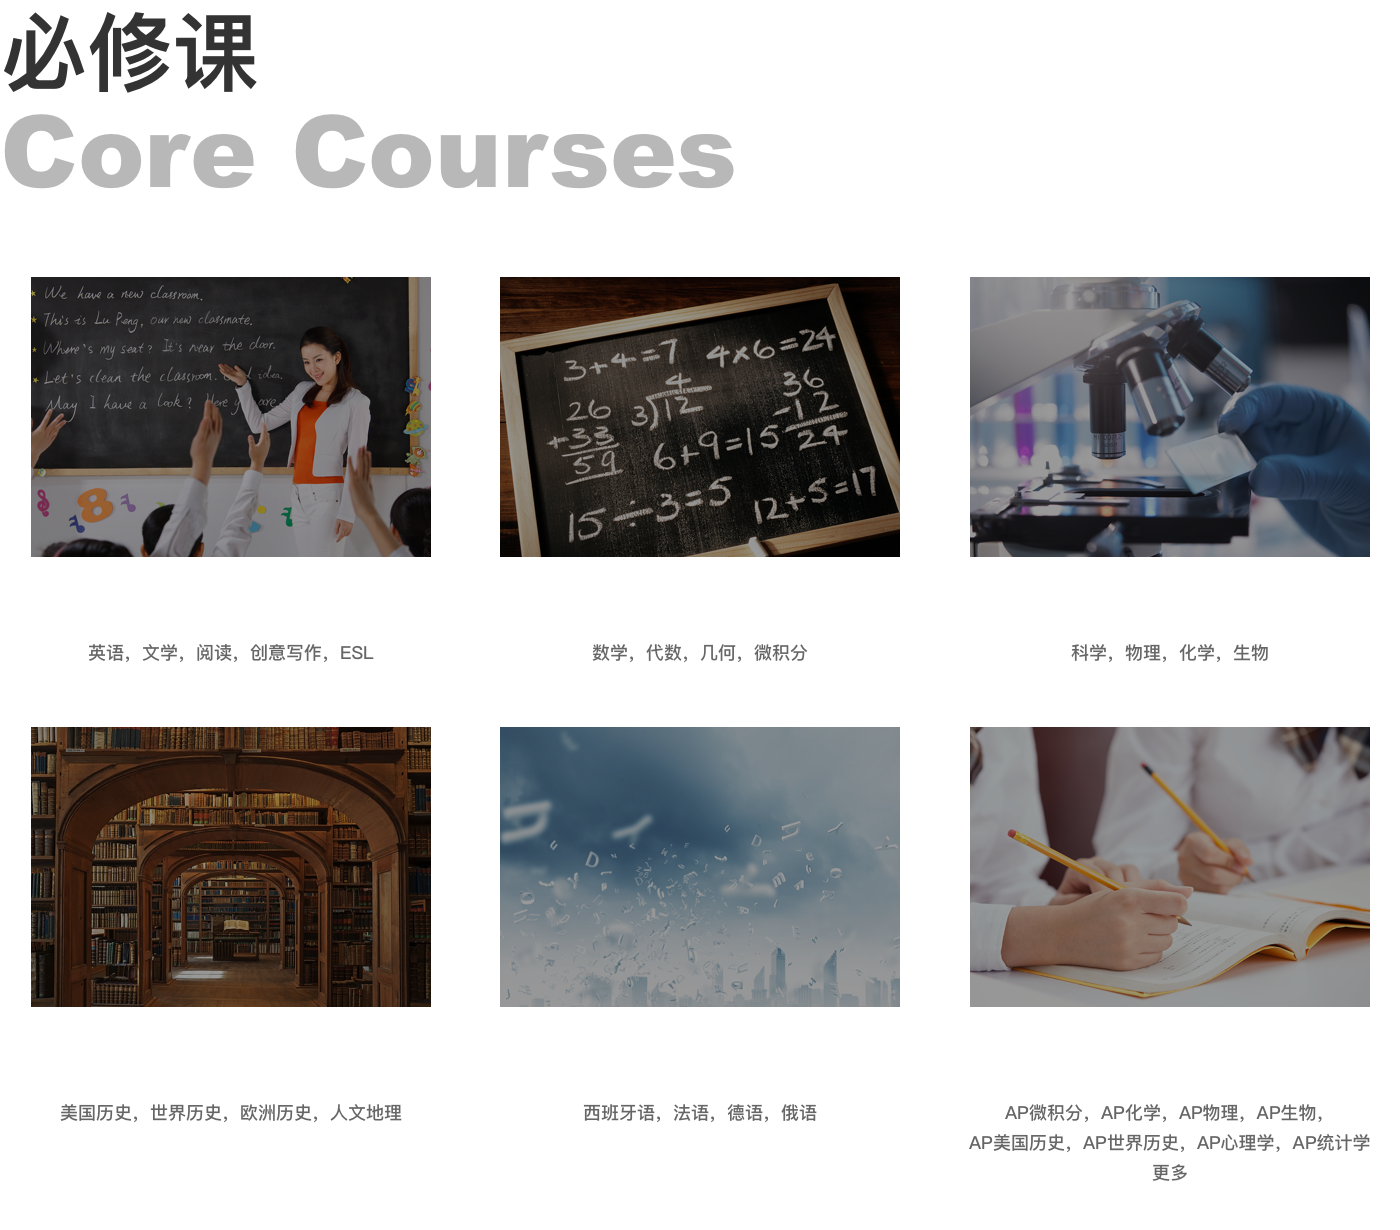 必修课
Core Courses
We have a new classroom.
This is Lu Peng, our new classmate.
Where's my seat? It's near the door.
Let's clean the classroom. Good idea.
May I have a look? Here you are.
8
3+4=7
4×6=24
4
3)12
26
+33
59
36
-12
24
6+9=15
15÷3=5
12+5=17
英语，文学，阅读，创意写作，ESL
数学，代数，几何，微积分
科学，物理，化学，生物
美国历史，世界历史，欧洲历史，人文地理
西班牙语，法语，德语，俄语
AP微积分，AP化学，AP物理，AP生物，
AP美国历史，AP世界历史，AP心理学，AP统计学
更多